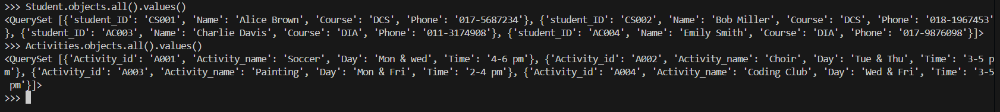 >>> Student.objects.all().values()
<QuerySet [{'student_ID': 'CS001', 'Name': 'Alice Brown', 'Course': 'DCS', 'Phone': '017-5687234'}, {'student_ID': 'CS002', 'Name': 'Bob Miller', 'Course': 'DCS', 'Phone': '018-1967453'
}, {'student_ID': 'AC003', 'Name': 'Charlie Davis', 'Course': 'DIA', 'Phone': '011-3174908'}, {'student_ID': 'AC004', 'Name': 'Emily Smith', 'Course': 'DIA', 'Phone': '017-9876098'}]>
>>> Activities.objects.all().values()
<QuerySet [{'Activity_id': 'A001', 'Activity_name': 'Soccer', 'Day': 'Mon & wed', 'Time': '4-6 pm'}, {'Activity_id': 'A002', 'Activity_name': 'Choir', 'Day': 'Tue & Thu', 'Time': '3-5 p
m'}, {'Activity_id': 'A003', 'Activity_name': 'Painting', 'Day': 'Mon & Fri', 'Time': '2-4 pm'}, {'Activity_id': 'A004', 'Activity_name': 'Coding Club', 'Day': 'Wed & Fri', 'Time': '3-5
 pm'}]>
>>>